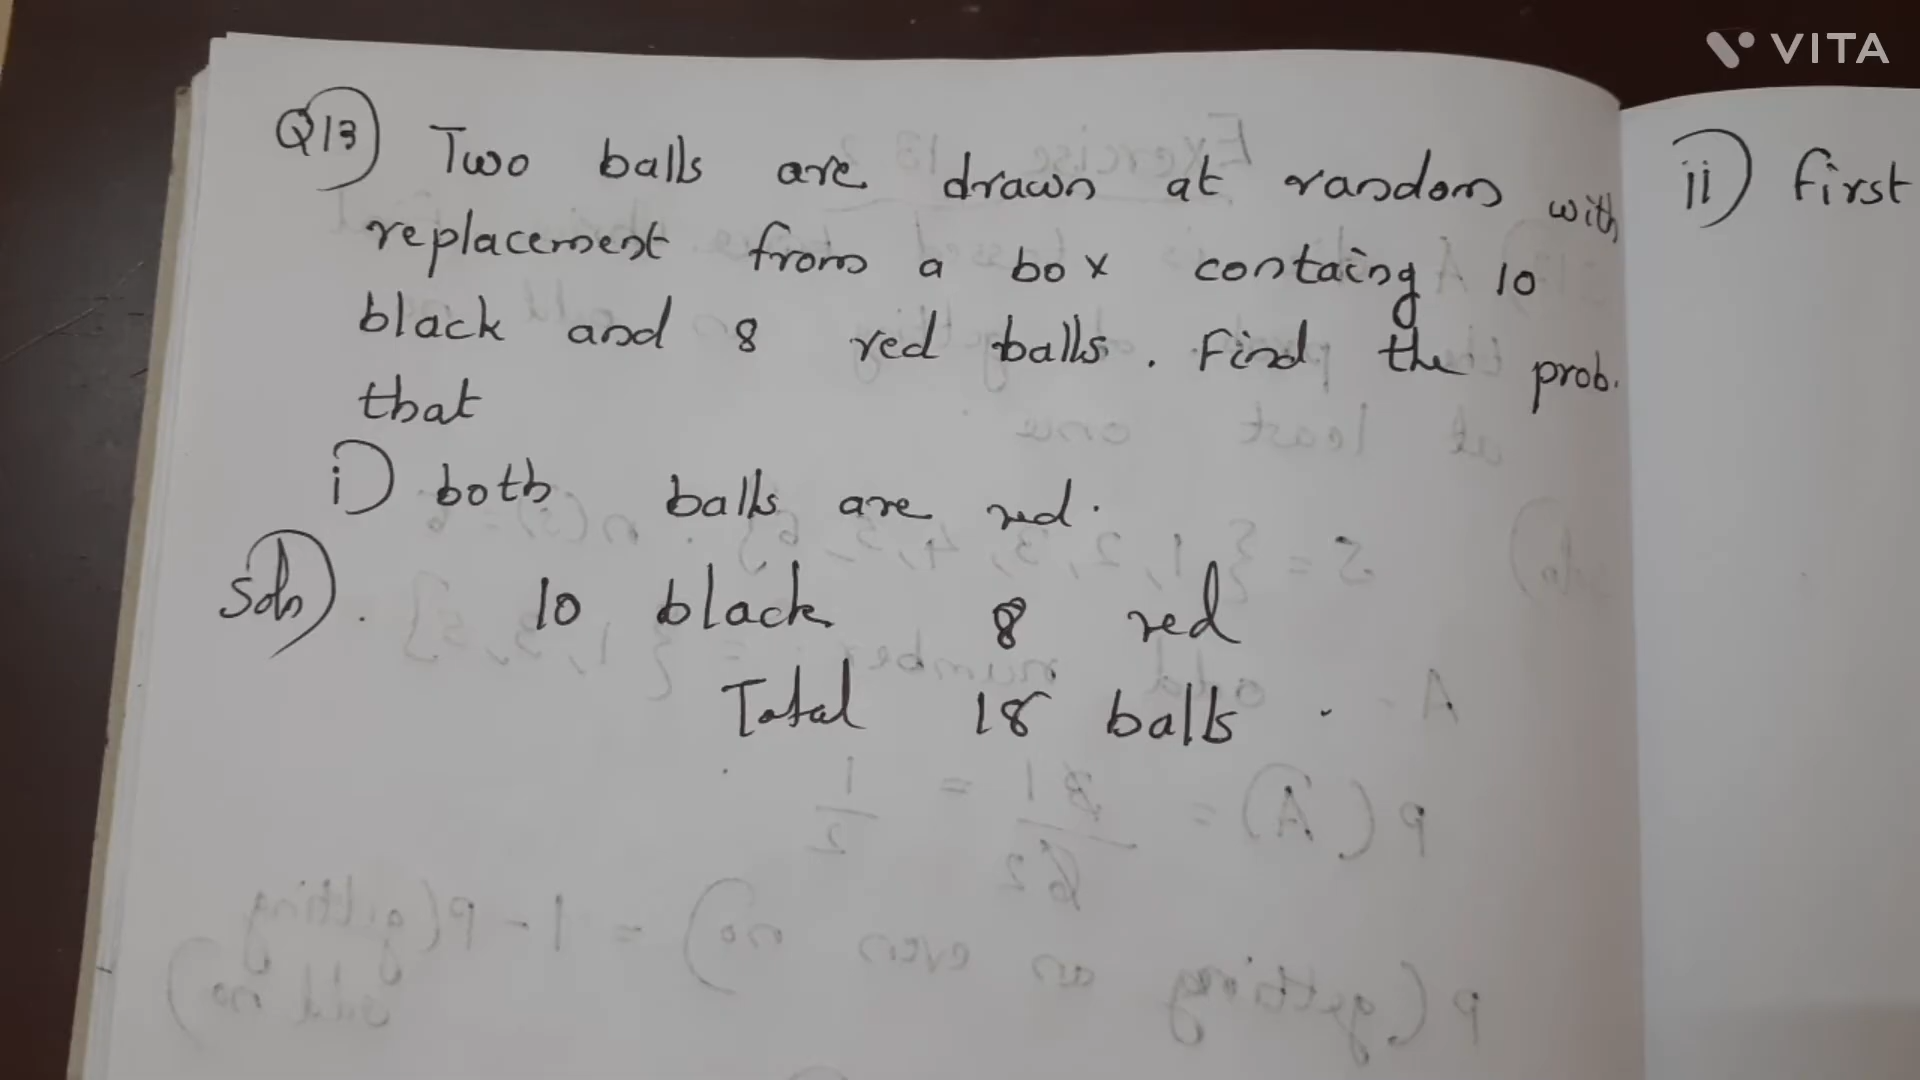 VITA
Q13) Two balls are drawn at random with
replacement from a box containg 10
black and 8 red balls. Find the prob.
that
i) both balls are red.
Soln). 10 black 8 red
Total 18 balls.
ii) first